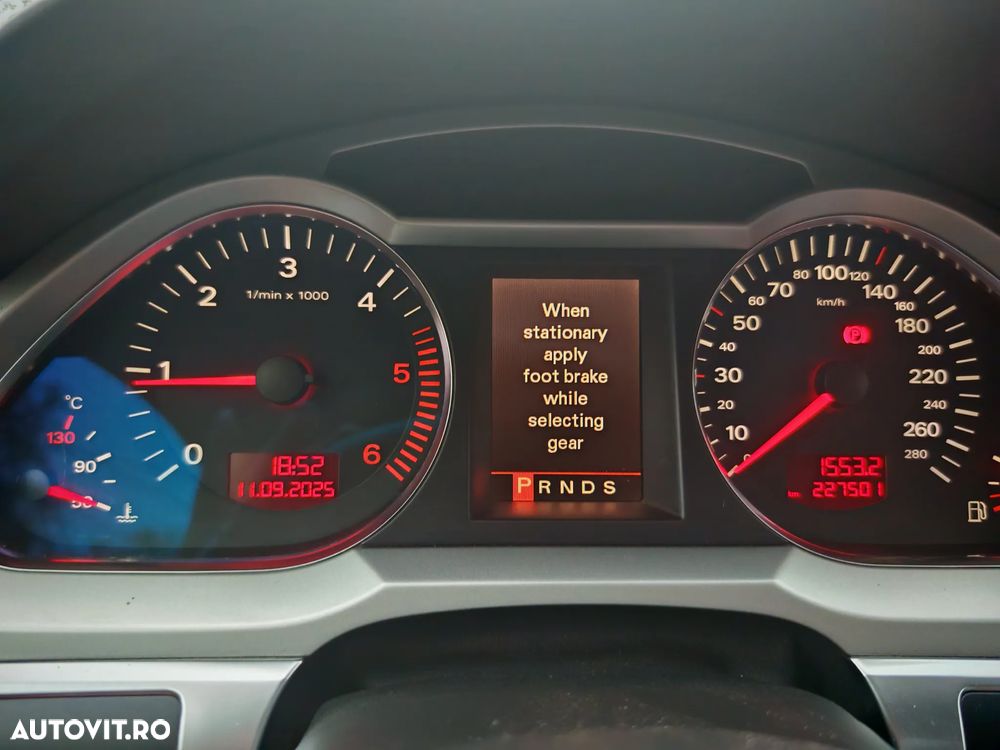 1/min x 1000
0
1
2
3
4
5
6
°C
130
90
50
18:52
11.09.2025
When
stationary
apply
foot brake
while
selecting
gear
P R N D S
km/h
0
10
20
30
40
50
60
70
80
100
120
140
160
180
200
220
240
260
280
P
1553.2
km 227501
AUTOVIT.RO